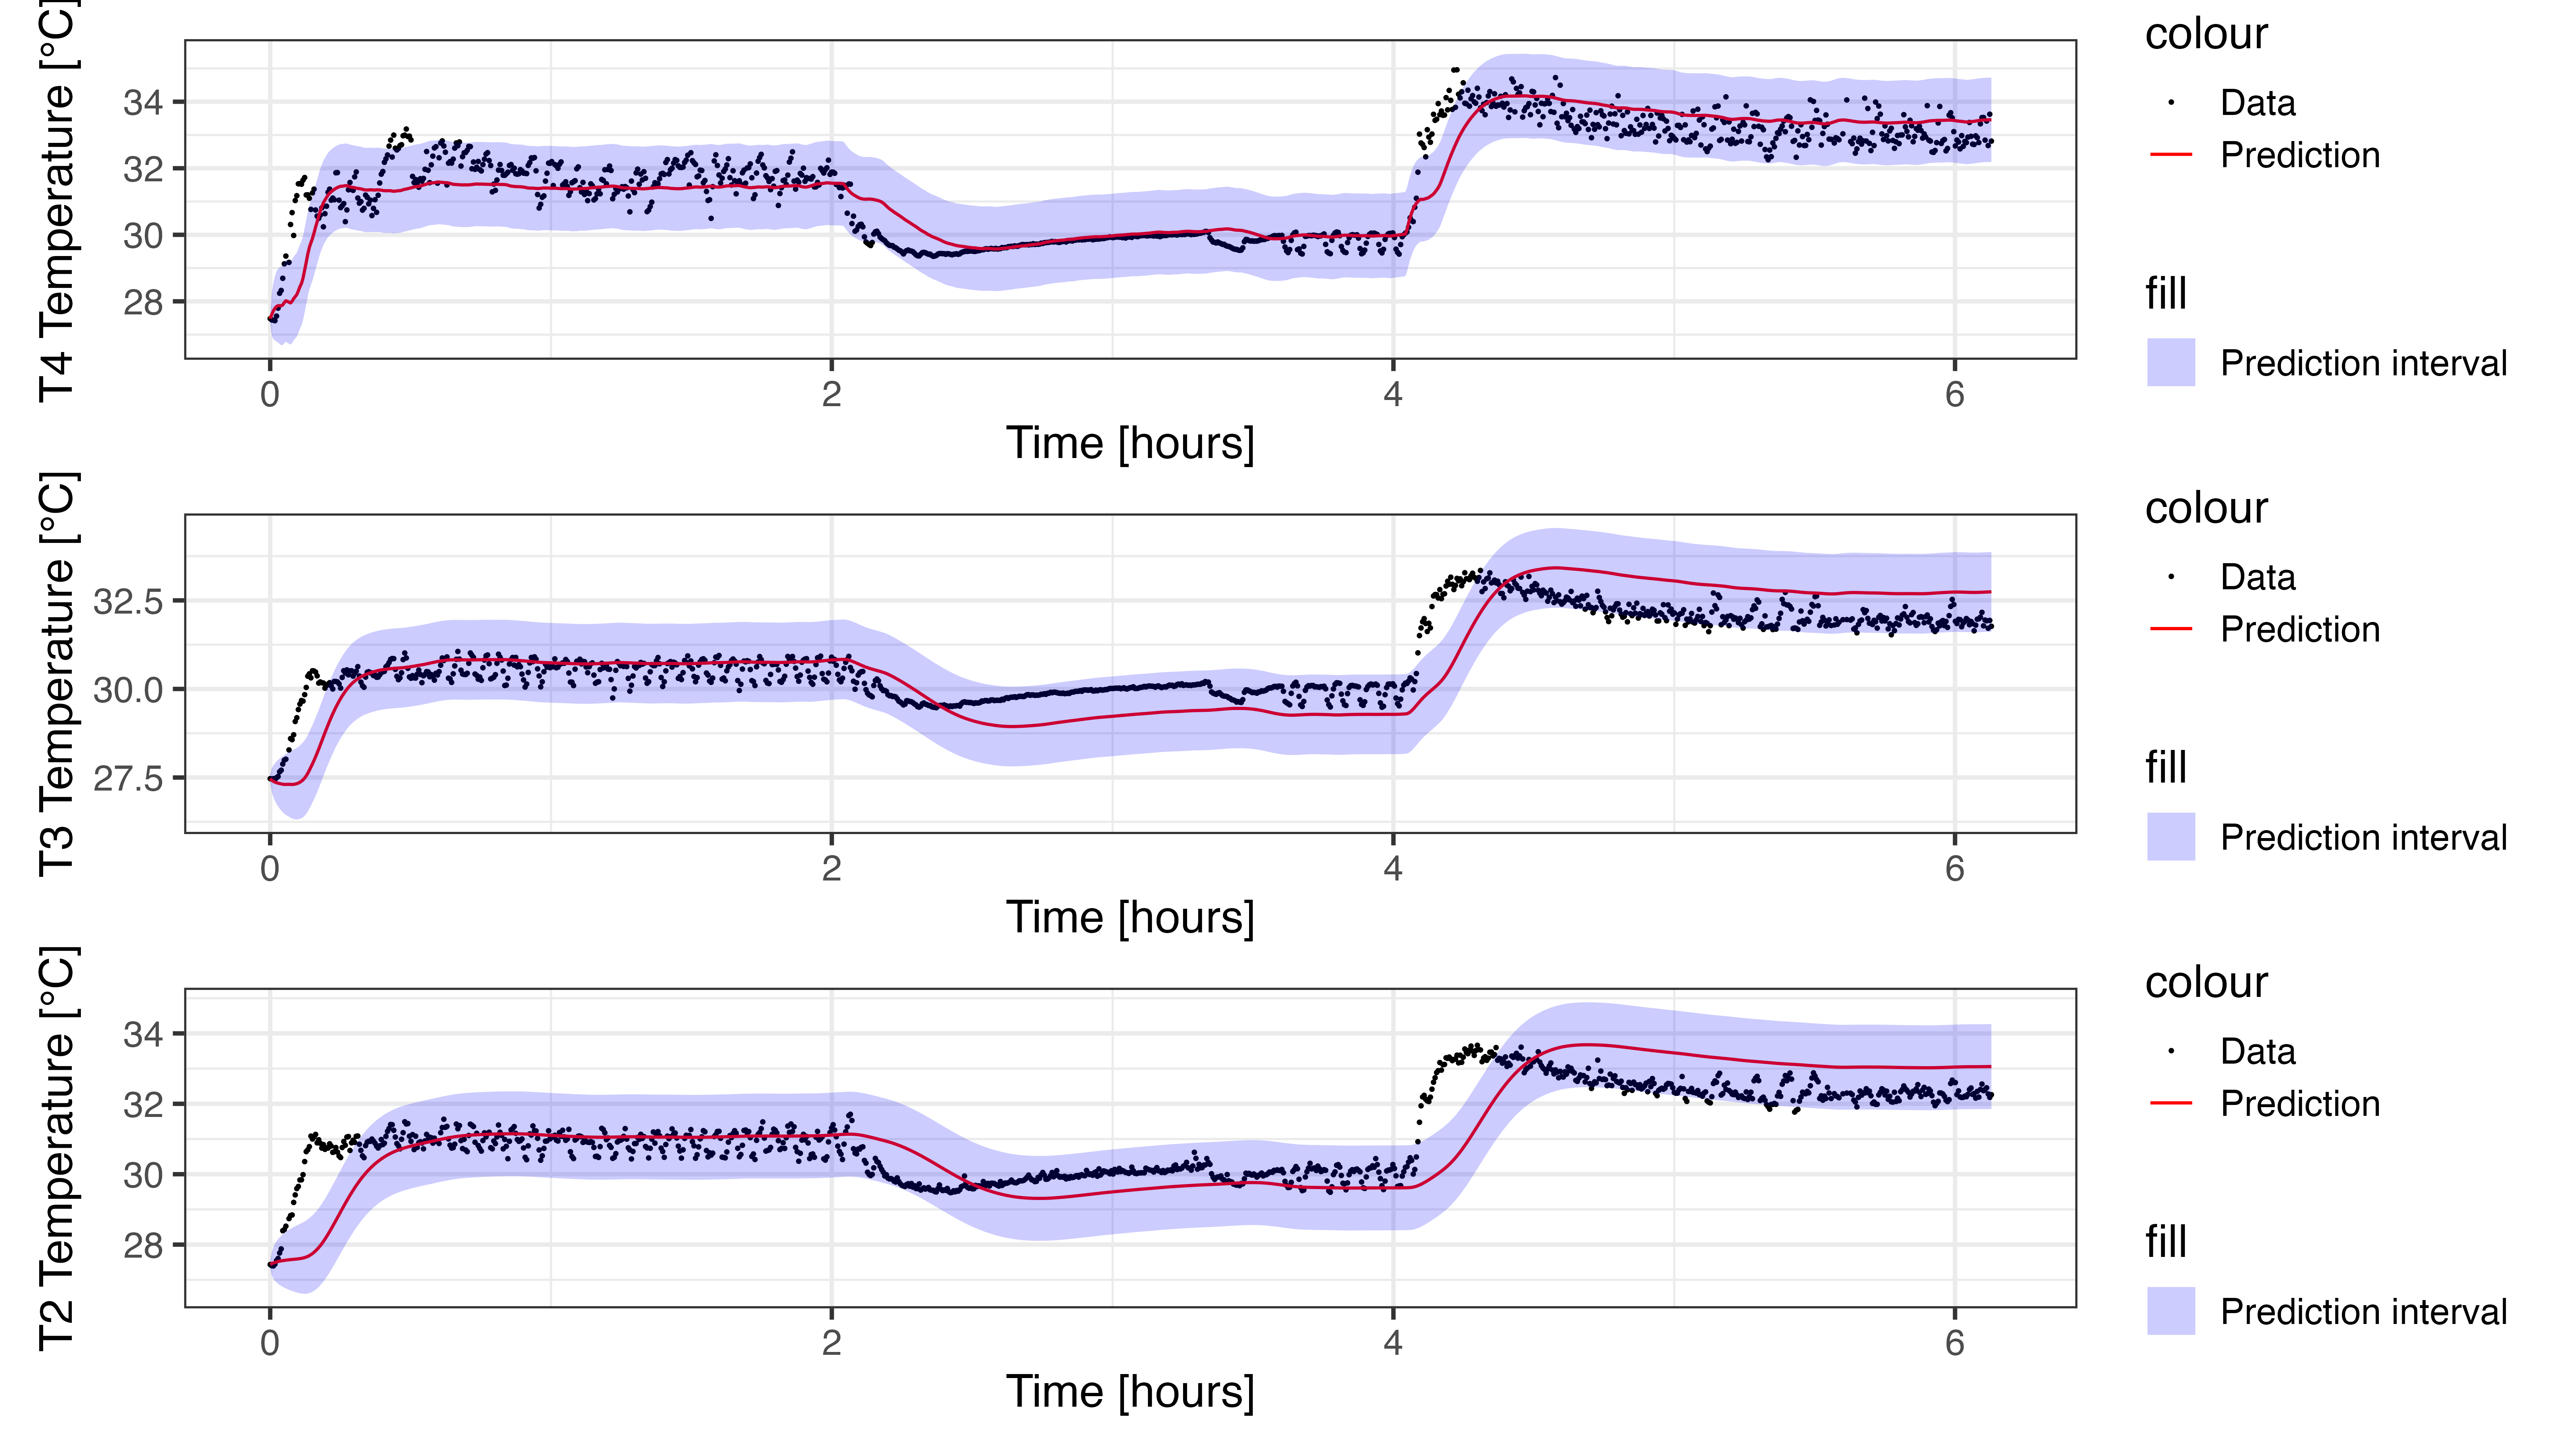 T4 Temperature [°C]
34
32
30
28
0 2 4 6
Time [hours]
colour
Data
Prediction
fill
Prediction interval
T3 Temperature [°C]
32.5
30.0
27.5
0 2 4 6
Time [hours]
colour
Data
Prediction
fill
Prediction interval
T2 Temperature [°C]
34
32
30
28
0 2 4 6
Time [hours]
colour
Data
Prediction
fill
Prediction interval